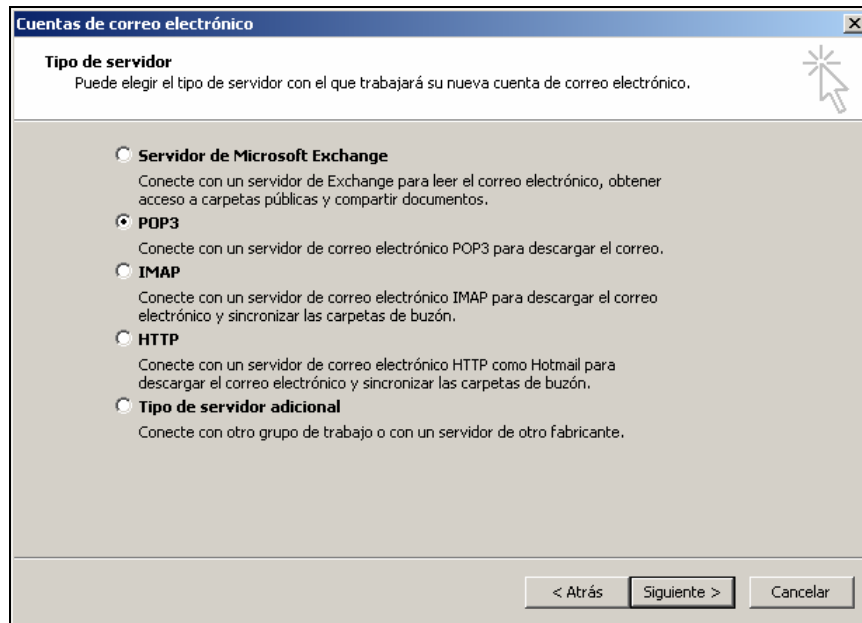 Cuentas de correo electrónico
Tipo de servidor
Puede elegir el tipo de servidor con el que trabajará su nueva cuenta de correo electrónico.
Servidor de Microsoft Exchange
Conecte con un servidor de Exchange para leer el correo electrónico, obtener
acceso a carpetas públicas y compartir documentos.
POP3
Conecte con un servidor de correo electrónico POP3 para descargar el correo.
IMAP
Conecte con un servidor de correo electrónico IMAP para descargar el correo
electrónico y sincronizar las carpetas de buzón.
HTTP
Conecte con un servidor de correo electrónico HTTP como Hotmail para
descargar el correo electrónico y sincronizar las carpetas de buzón.
Tipo de servidor adicional
Conecte con otro grupo de trabajo o con un servidor de otro fabricante.
< Atrás Siguiente > Cancelar